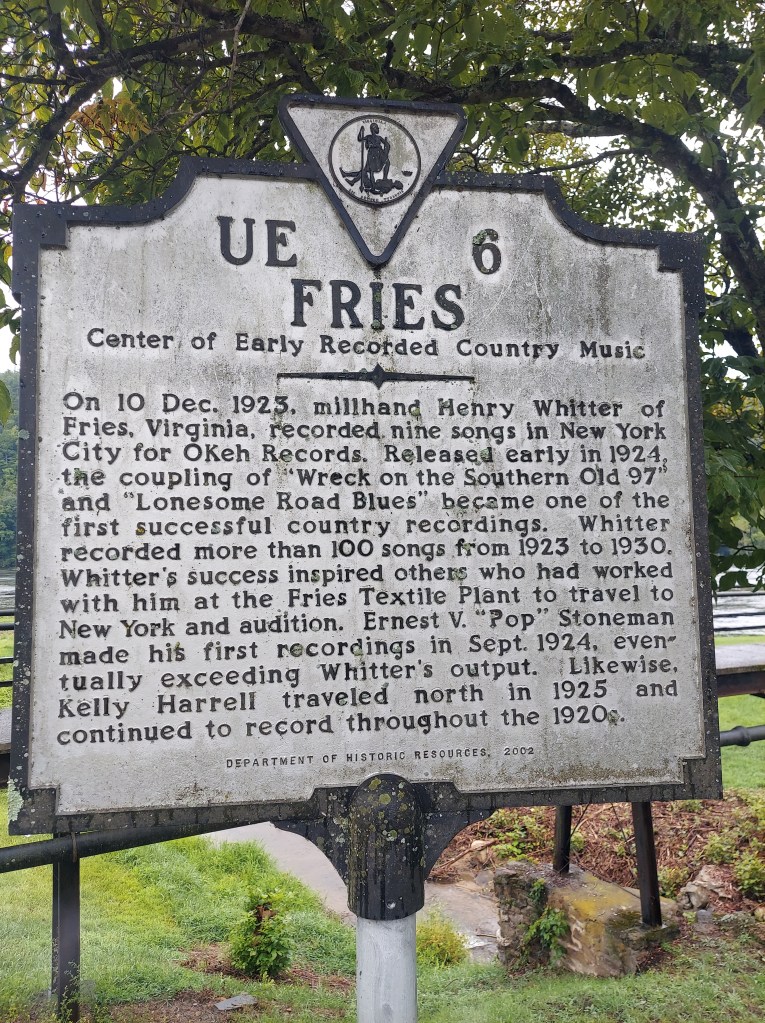 UE 6
FRIES
Center of Early Recorded Country Music
On 10 Dec. 1923, millhand Henry Whitter of
Fries, Virginia, recorded nine songs in New York
City for OKeh Records. Released early in 1924,
the coupling of "Wreck on the Southern Old 97"
and "Lonesome Road Blues" became one of the
first successful country recordings. Whitter
recorded more than 100 songs from 1923 to 1930.
Whitter's success inspired others who had worked
with him at the Fries Textile Plant to travel to
New York and audition. Ernest V. "Pop" Stoneman
made his first recordings in Sept. 1924, even-
tually exceeding Whitter's output. Likewise,
Kelly Harrell traveled north in 1925 and
continued to record throughout the 1920s.
DEPARTMENT OF HISTORIC RESOURCES, 2002